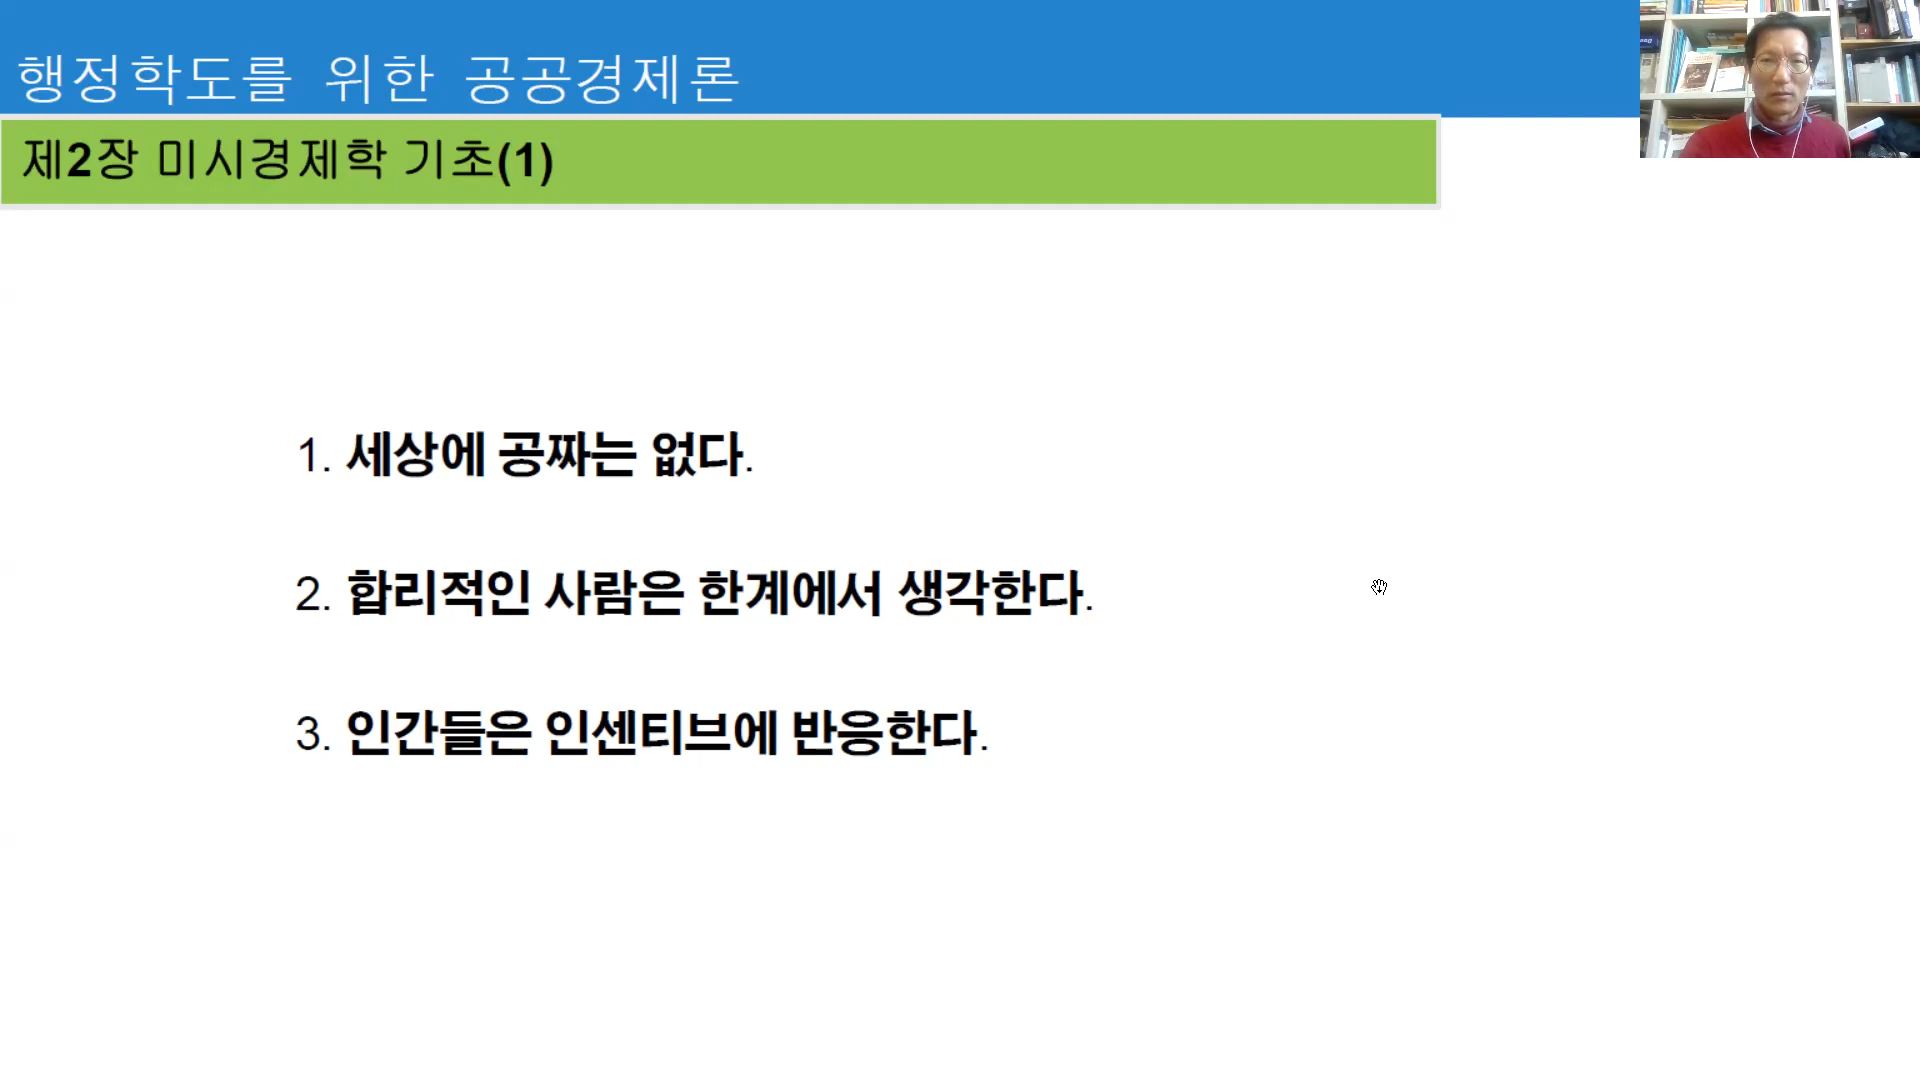 행정학도를 위한 공공경제론
제2장 미시경제학 기초(1)
1. 세상에 공짜는 없다.
2. 합리적인 사람은 한계에서 생각한다.
3. 인간들은 인센티브에 반응한다.